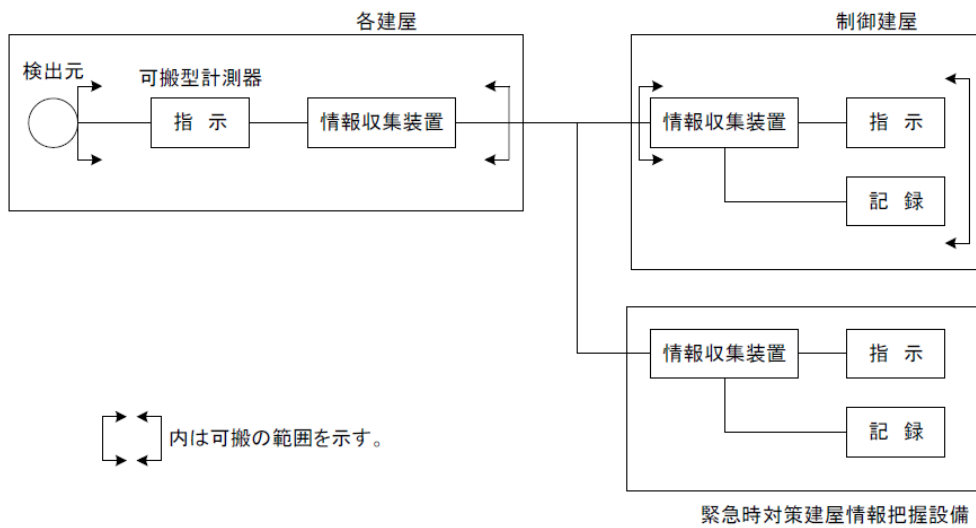 各建屋
検出元
可搬型計測器
指 示
情報収集装置
制御建屋
情報収集装置
指 示
記 録
情報収集装置
指 示
記 録
緊急時対策建屋情報把握設備
内は可搬の範囲を示す。